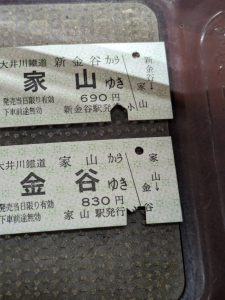 大井川鐵道 新金谷から
家山ゆき
発売当日限り有効
下車前途無効
690円
新金谷駅発行
新金谷
↓
家山
大井川鐵道 家山から
金谷ゆき
発売当日限り有効
下車前途無効
830円
家山駅発行
家山
↓
金谷